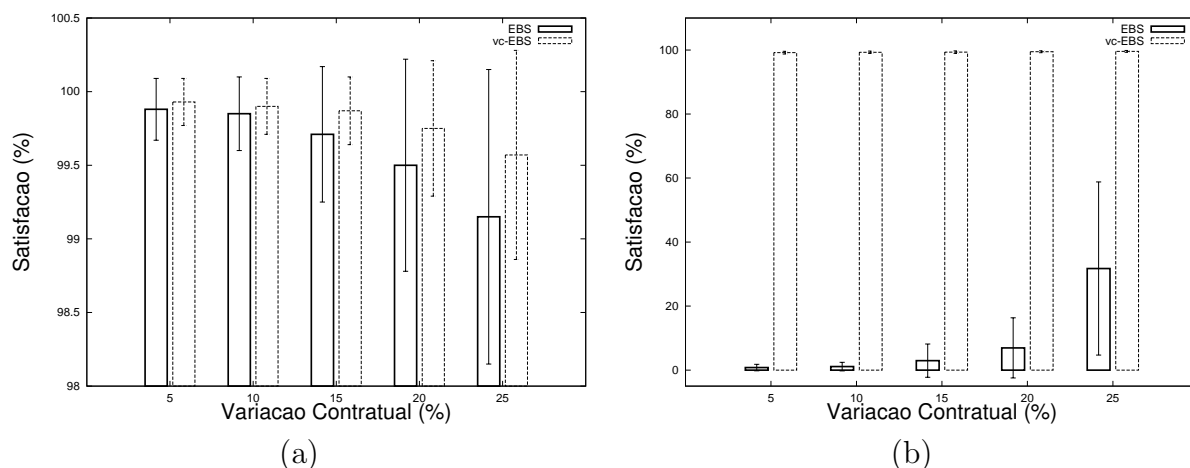 100.5
100
99.5
99
98.5
98
5
10
15
20
25
Satisfacao (%)
Variacao Contratual (%)
EBS
vc-EBS
(a)
100
80
60
40
20
0
5
10
15
20
25
Satisfacao (%)
Variacao Contratual (%)
EBS
vc-EBS
(b)